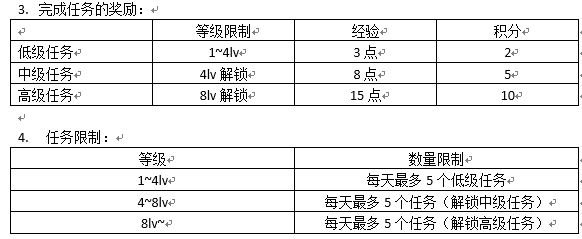 3. 完成任务的奖励：
等级限制 经验 积分
低级任务 1~4lv 3 点 2
中级任务 4lv 解锁 8 点 5
高级任务 8lv 解锁 15 点 10
4. 任务限制：
等级 数量限制
1~4lv 每天最多 5 个低级任务
4~8lv 每天最多 5 个任务（解锁中级任务）
8lv~ 每天最多 5 个任务（解锁高级任务）